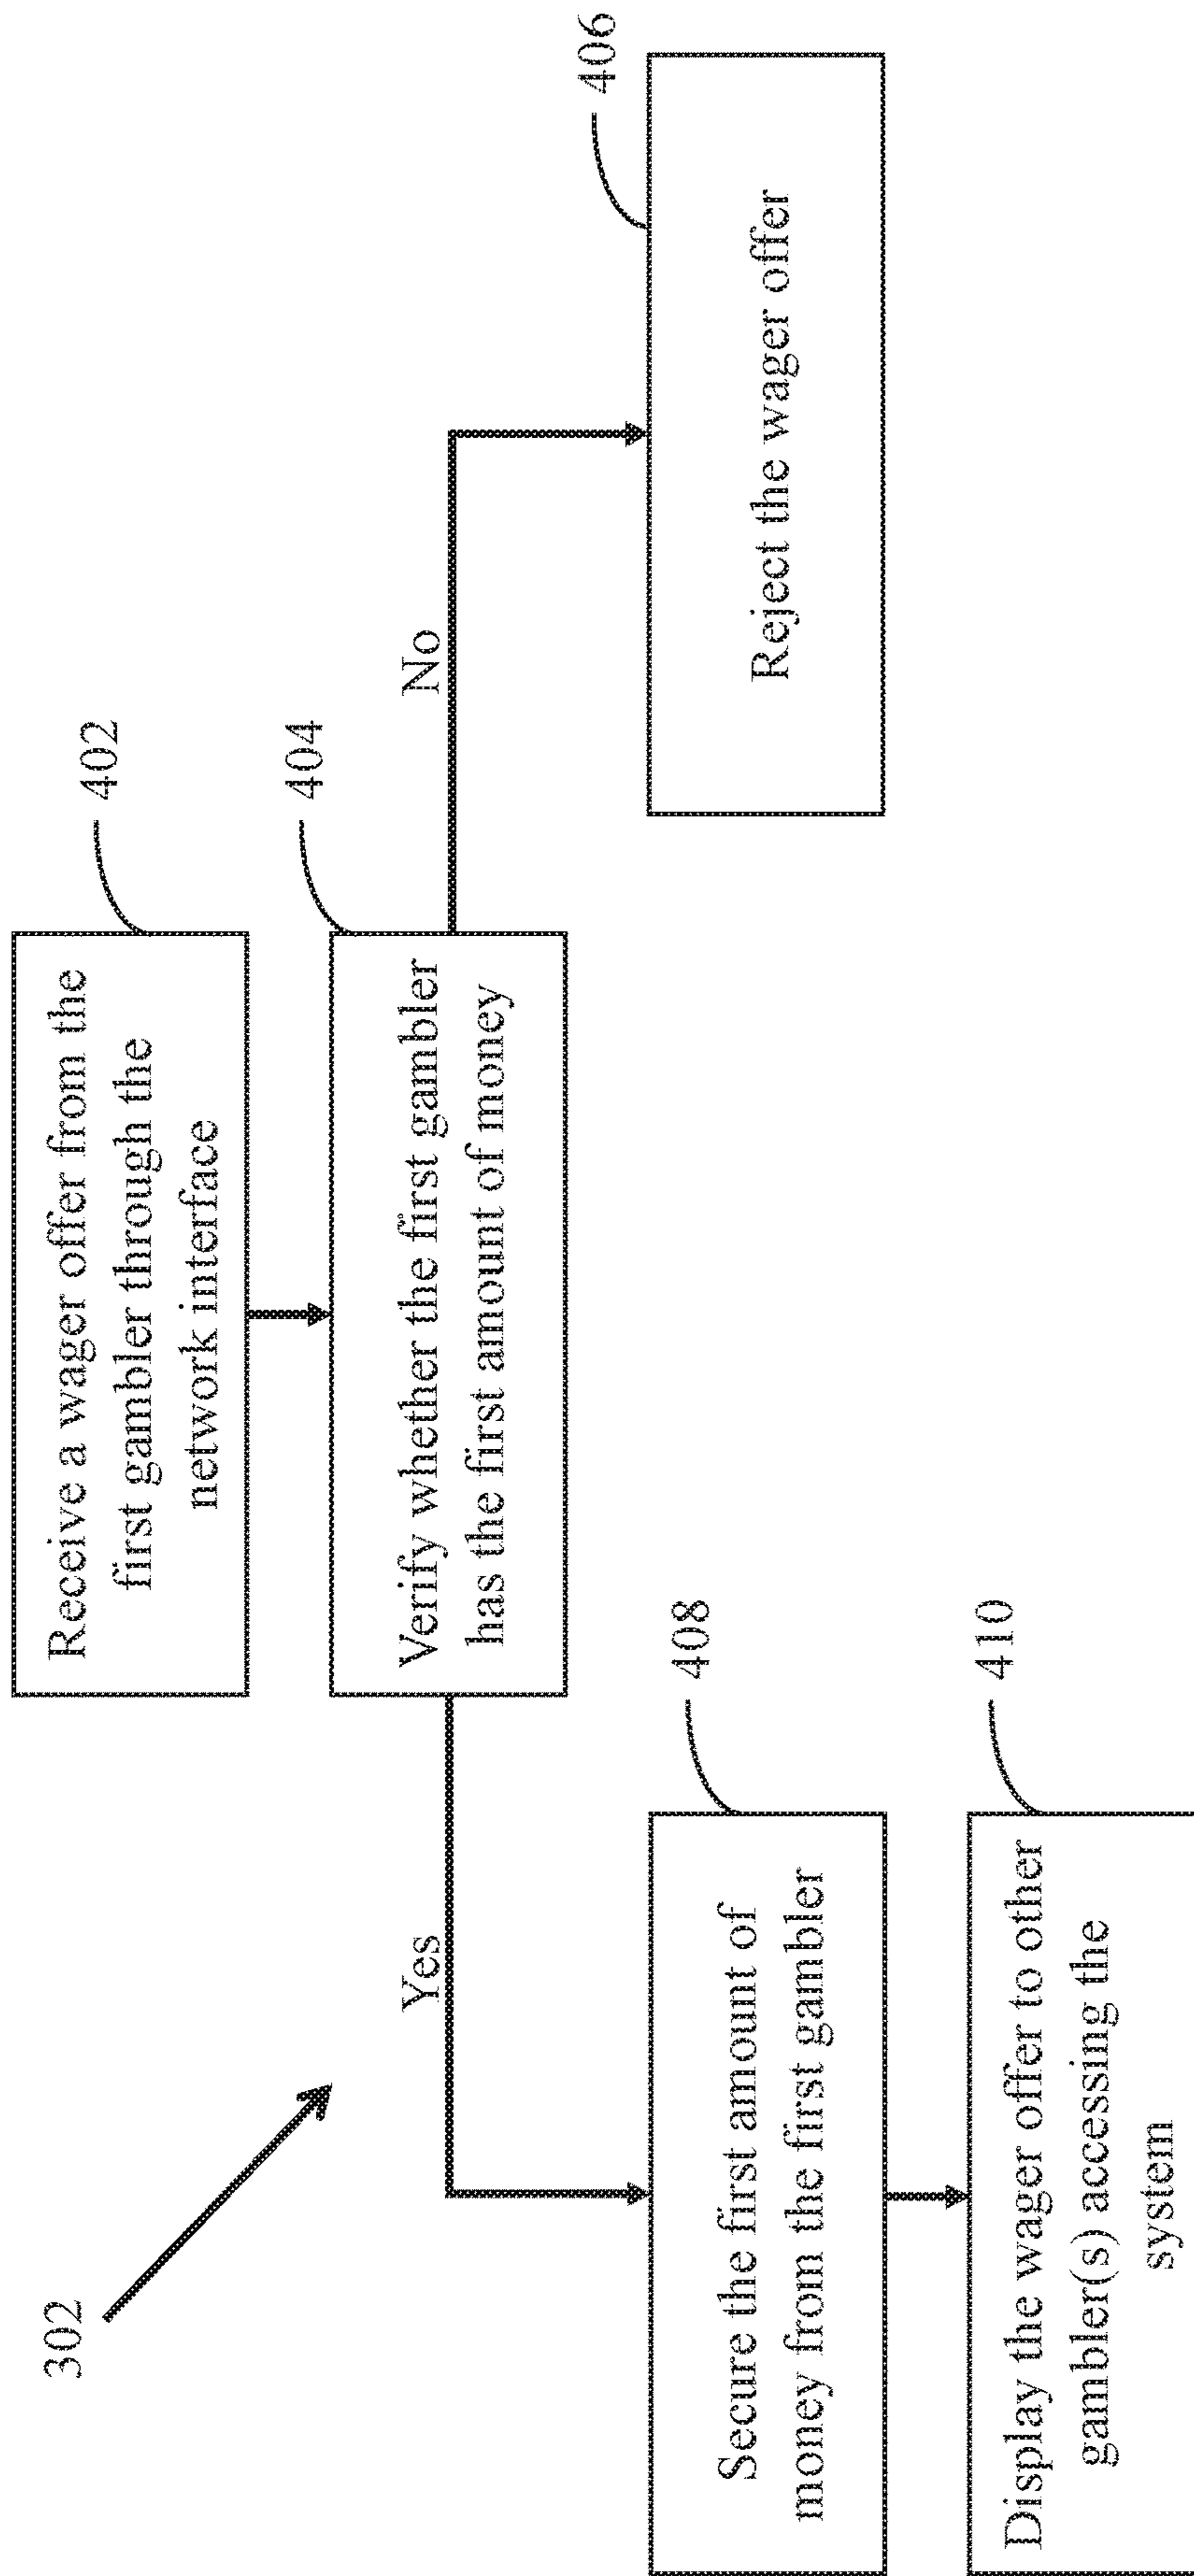 302
Receive a wager offer from the
first gambler through the
network interface
402
Verify whether the first gambler
has the first amount of money
404
Yes
No
Secure the first amount of
money from the first gambler
408
Reject the wager offer
406
Display the wager offer to other
gambler(s) accessing the
system
410